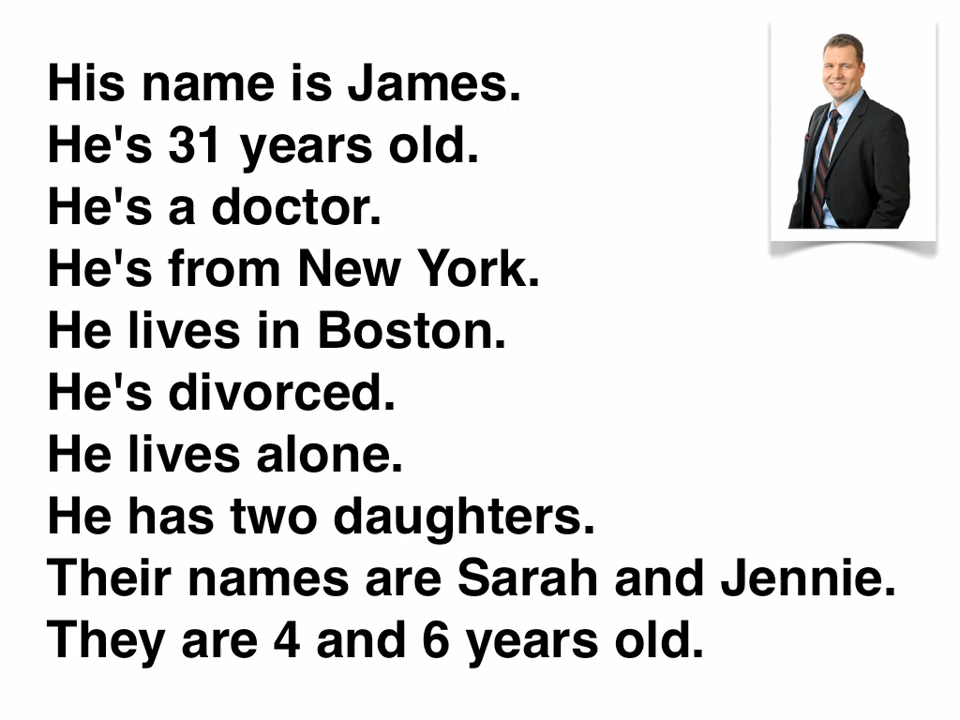 His name is James.
He's 31 years old.
He's a doctor.
He's from New York.
He lives in Boston.
He's divorced.
He lives alone.
He has two daughters.
Their names are Sarah and Jennie.
They are 4 and 6 years old.